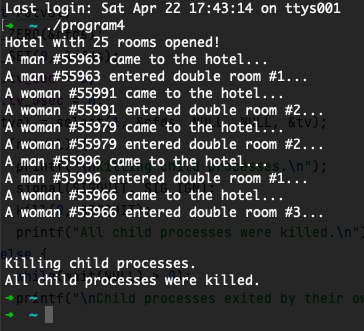 Last login: Sat Apr 22 17:43:14 on ttys001
➜ ~ ./program4
Hotel with 25 rooms opened!
A man #55963 came to the hotel...
A man #55963 entered double room #1...
A woman #55991 came to the hotel...
A woman #55991 entered double room #2...
A woman #55979 came to the hotel...
A woman #55979 entered double room #2...
A man #55996 came to the hotel...
A man #55996 entered double room #1...
A woman #55966 came to the hotel...
A woman #55966 entered double room #3...
Killing child processes.
All child processes were killed.
➜ ~
➜ ~